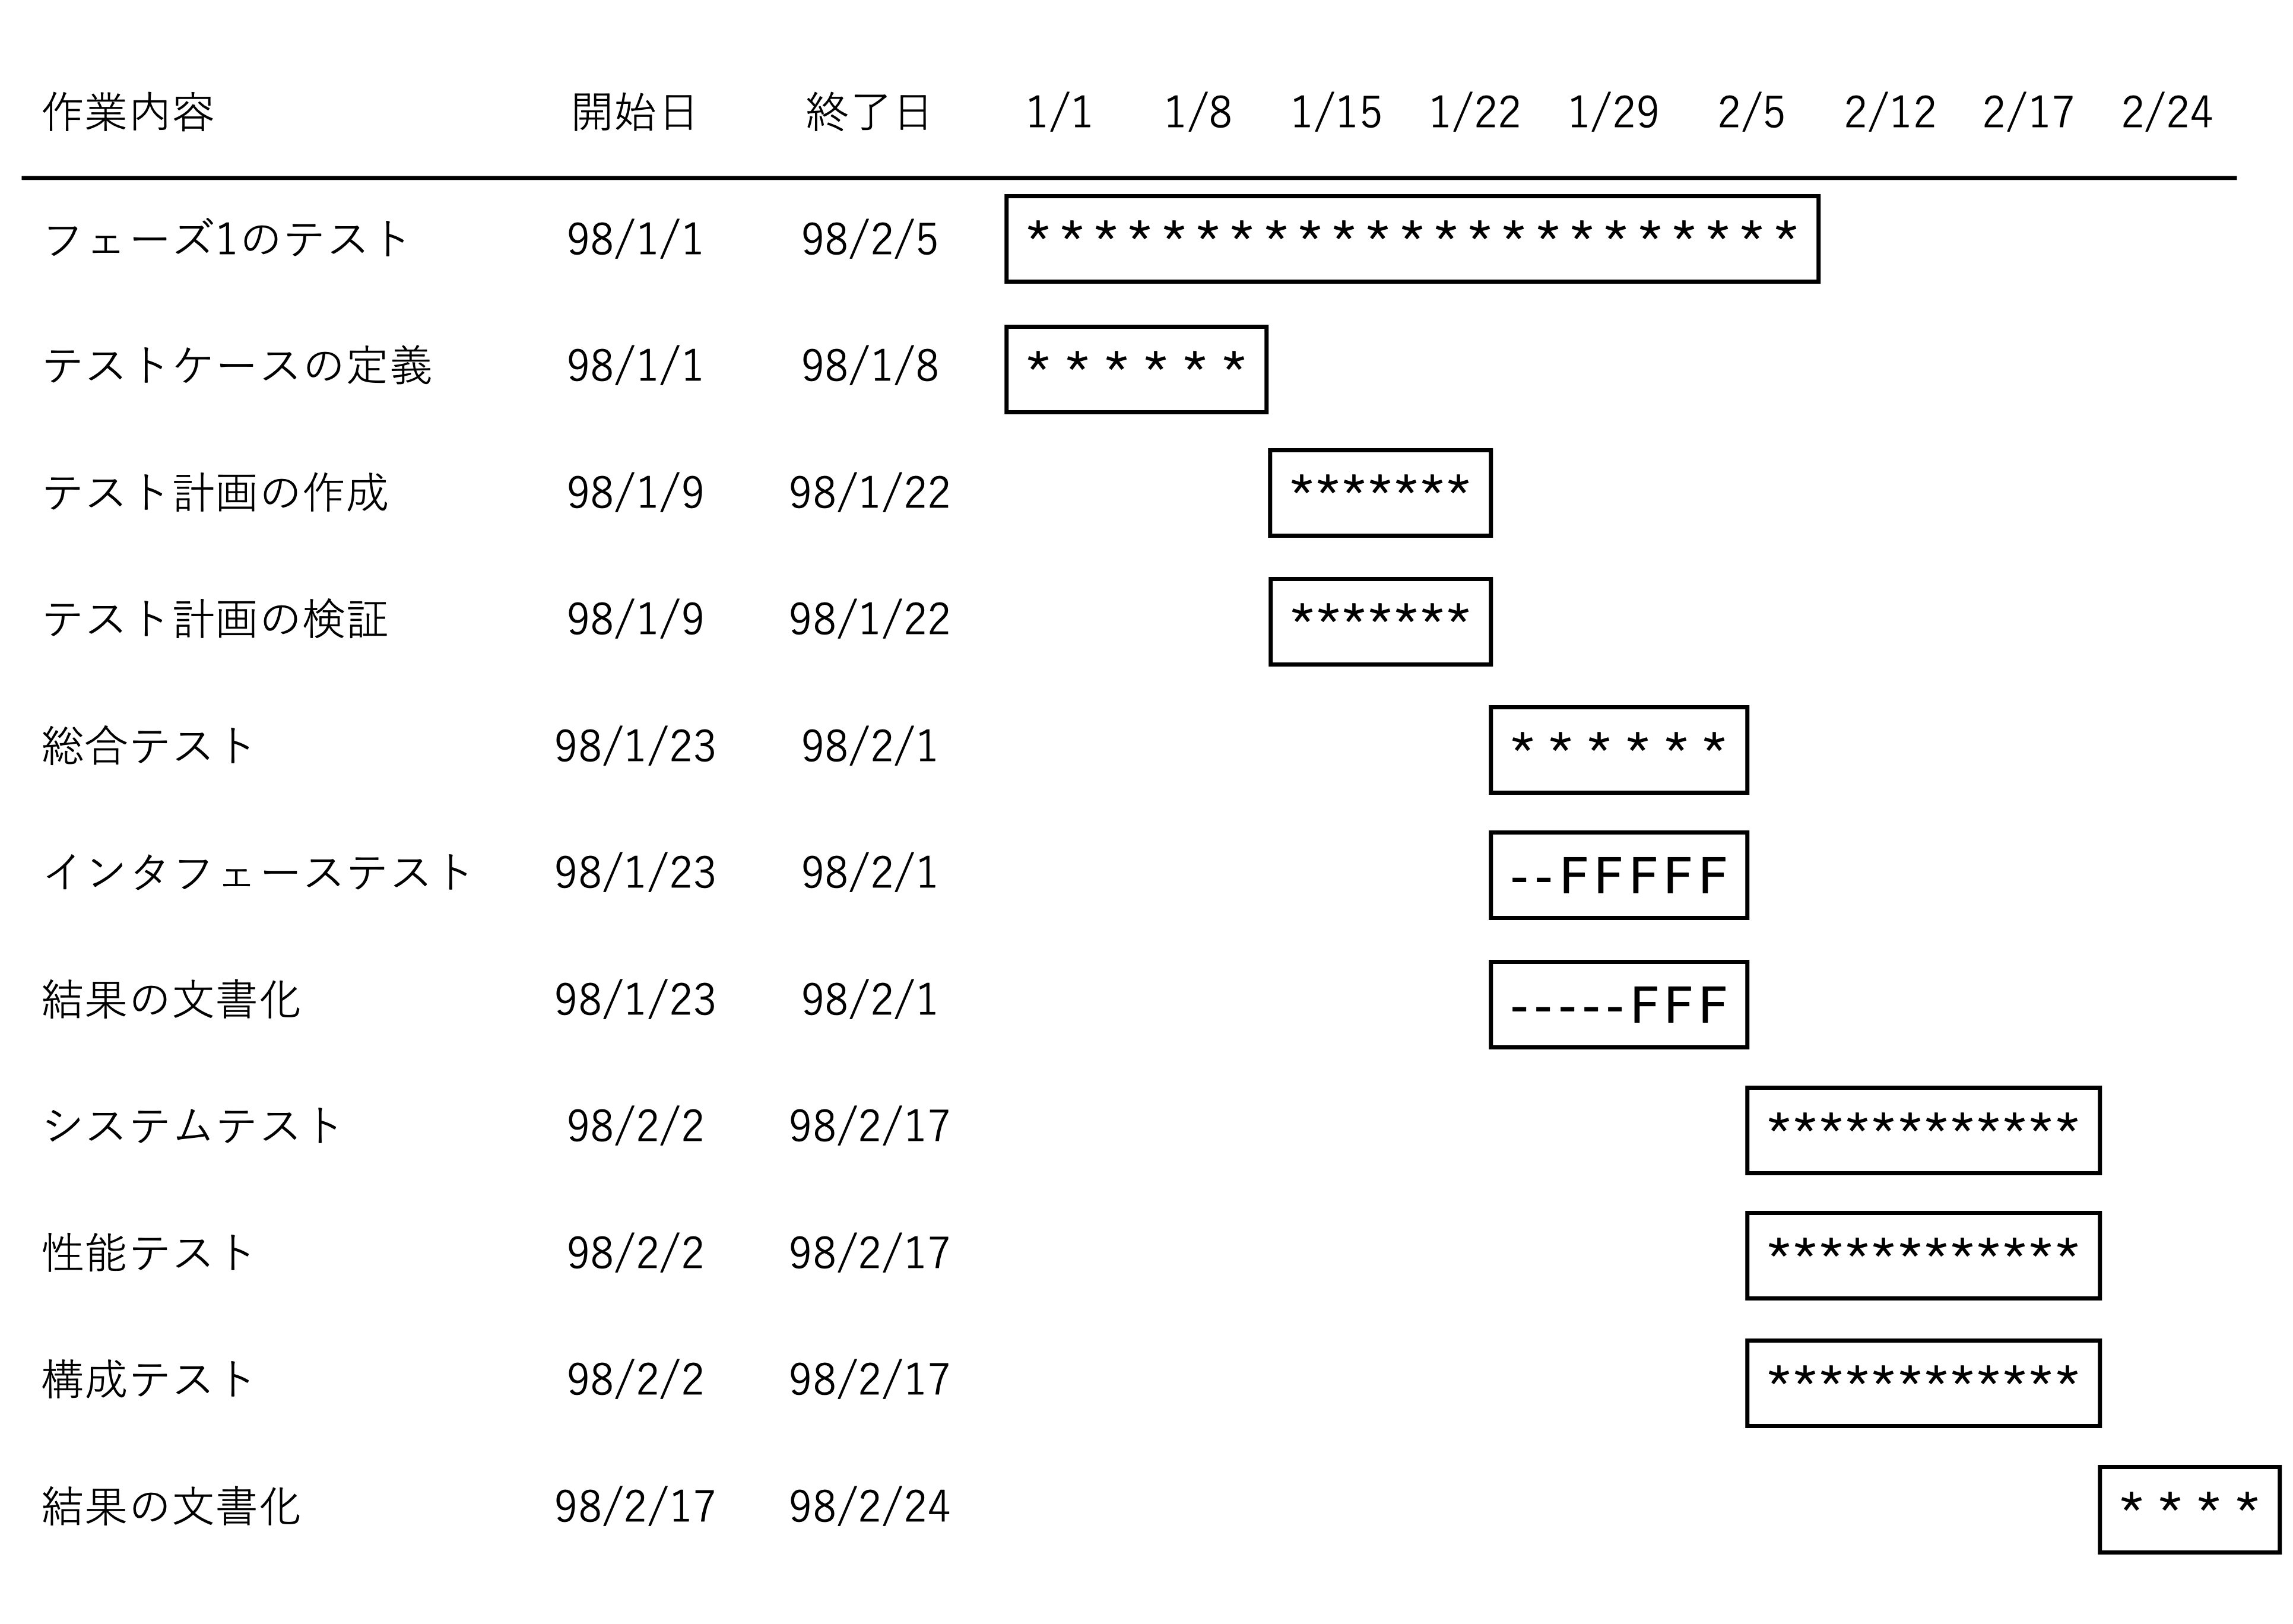 作業内容 開始日 終了日 1/1 1/8 1/15 1/22 1/29 2/5 2/12 2/17 2/24
フェーズ1のテスト 98/1/1 98/2/5 * * * * * * * * * * * * * * * * * * * * * * *
テストケースの定義 98/1/1 98/1/8 * * * * * *
テスト計画の作成 98/1/9 98/1/22 *******
テスト計画の検証 98/1/9 98/1/22 *******
総合テスト 98/1/23 98/2/1 * * * * * *
インタフェーステスト 98/1/23 98/2/1 --FFFFF
結果の文書化 98/1/23 98/2/1 -----FFF
システムテスト 98/2/2 98/2/17 ************
性能テスト 98/2/2 98/2/17 ************
構成テスト 98/2/2 98/2/17 ************
結果の文書化 98/2/17 98/2/24 * * * *